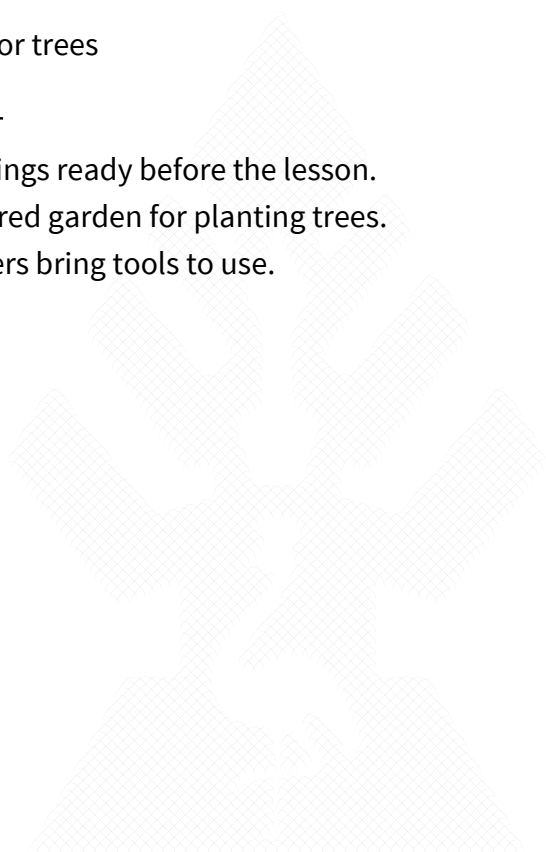 or trees
ings ready before the lesson.
red garden for planting trees.
ers bring tools to use.